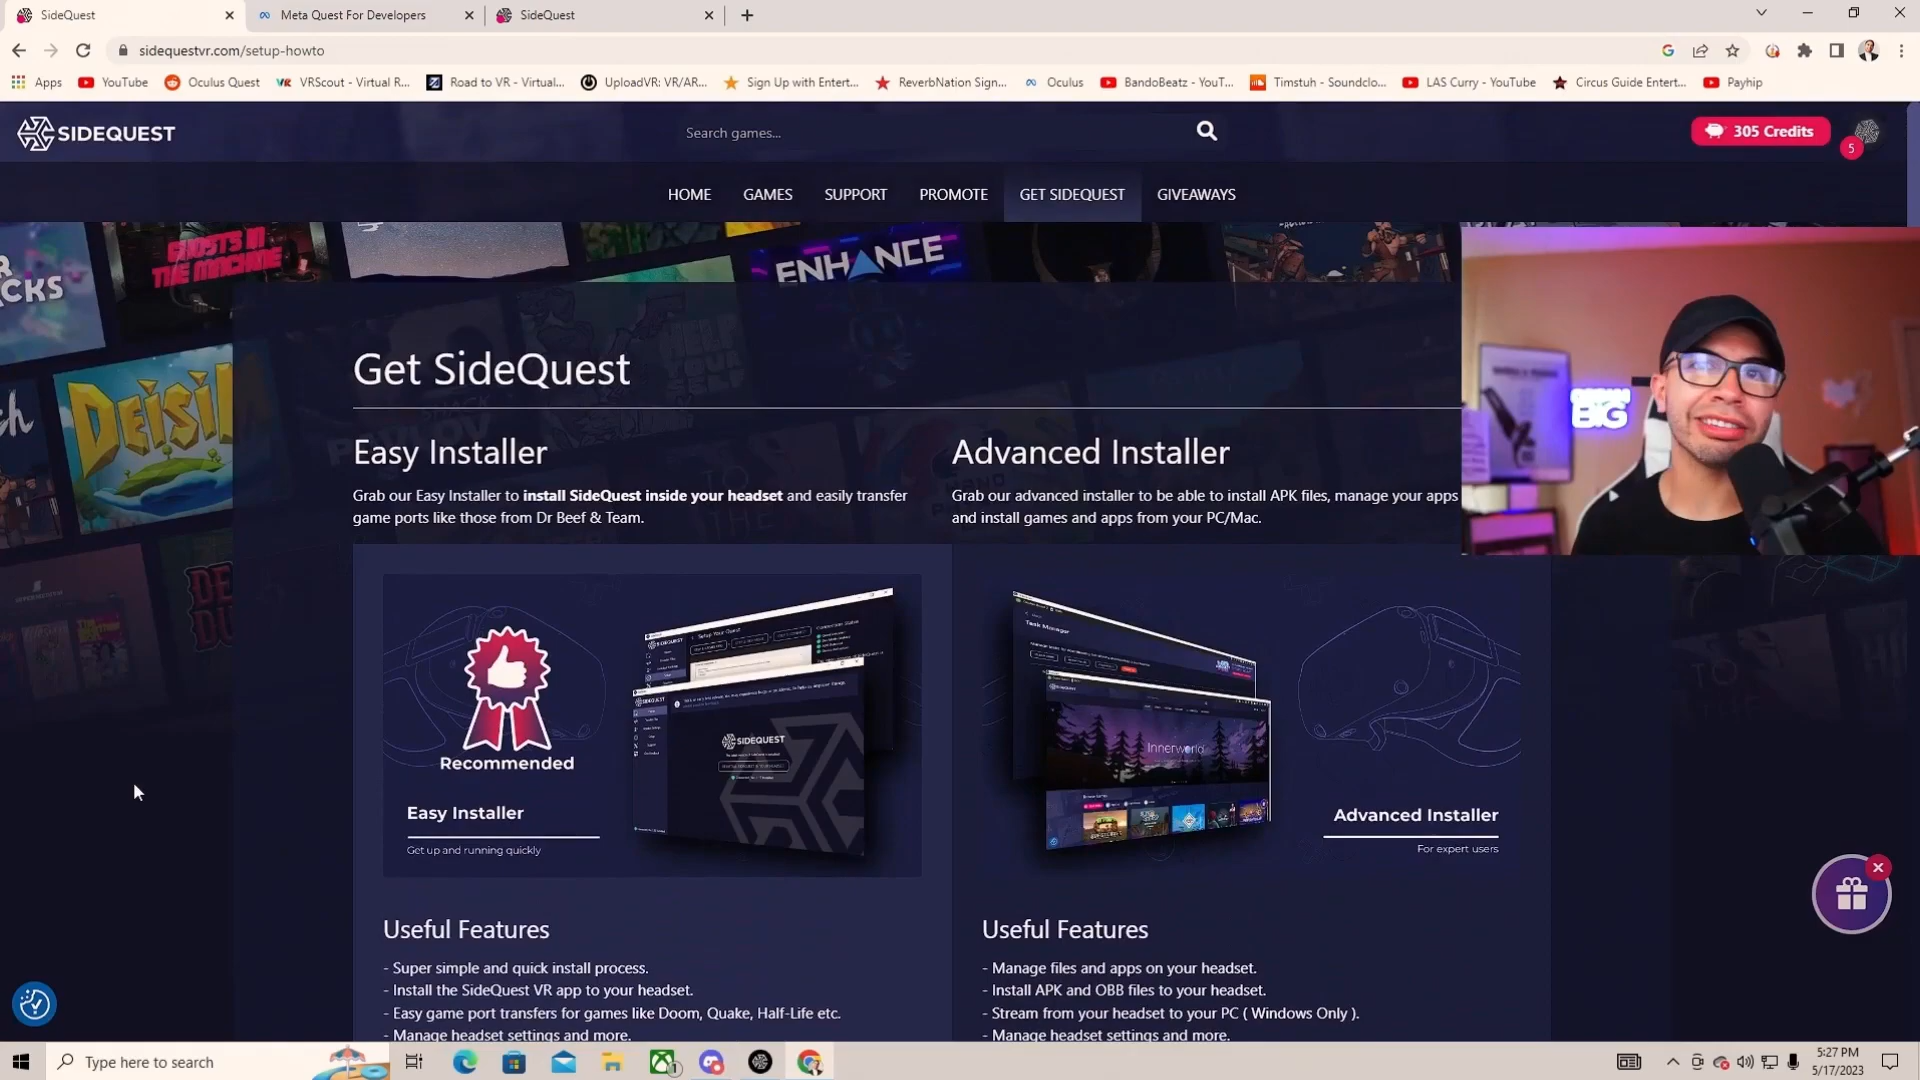 SideQuest
Meta Quest For Developers
SideQuest
sidequestvr.com/setup-howto
Apps
YouTube
Oculus Quest
VRScout - Virtual R...
Road to VR - Virtual...
UploadVR: VR/AR...
Sign Up with Entert...
ReverbNation Sign...
Oculus
BandoBeatz - YouT...
Timstuh - Soundclo...
LAS Curry - YouTube
Circus Guide Entert...
Payhip
SIDEQUEST
Search games...
305 Credits
5
HOME
GAMES
SUPPORT
PROMOTE
GET SIDEQUEST
GIVEAWAYS
GHOSTS IN
THE MACHINE
ENHANCE
Get SideQuest
BIG
Easy Installer
Advanced Installer
Grab our Easy Installer to install SideQuest inside your headset and easily transfer
game ports like those from Dr Beef & Team.
Grab our advanced installer to be able to install APK files, manage your apps
and install games and apps from your PC/Mac.
Recommended
Easy Installer
Get up and running quickly
SIDEQUEST
Task Manager
Innerworld
Advanced Installer
For expert users
Useful Features
- Super simple and quick install process.
- Install the SideQuest VR app to your headset.
- Easy game port transfers for games like Doom, Quake, Half-Life etc.
- Manage headset settings and more.
Useful Features
- Manage files and apps on your headset.
- Install APK and OBB files to your headset.
- Stream from your headset to your PC ( Windows Only ).
- Manage headset settings and more.
Type here to search
1
5:27 PM
5/17/2023